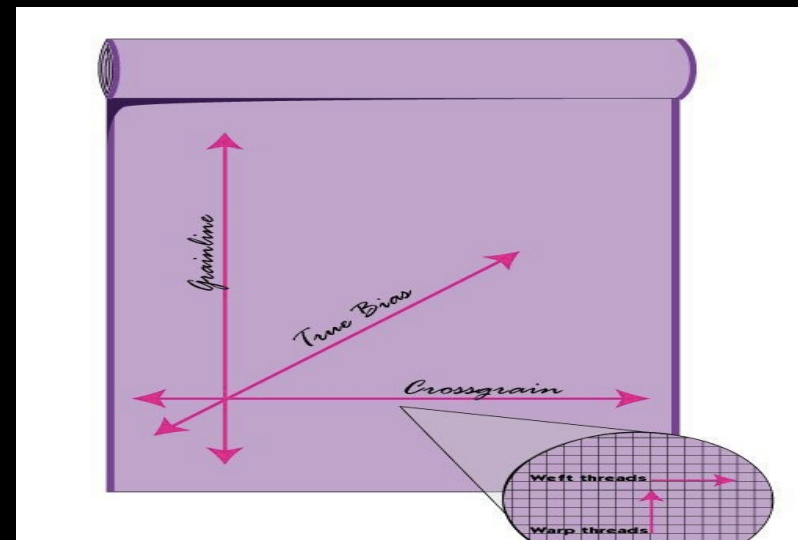 Grainline
True Bias
Crossgrain
Weft threads
Warp threads